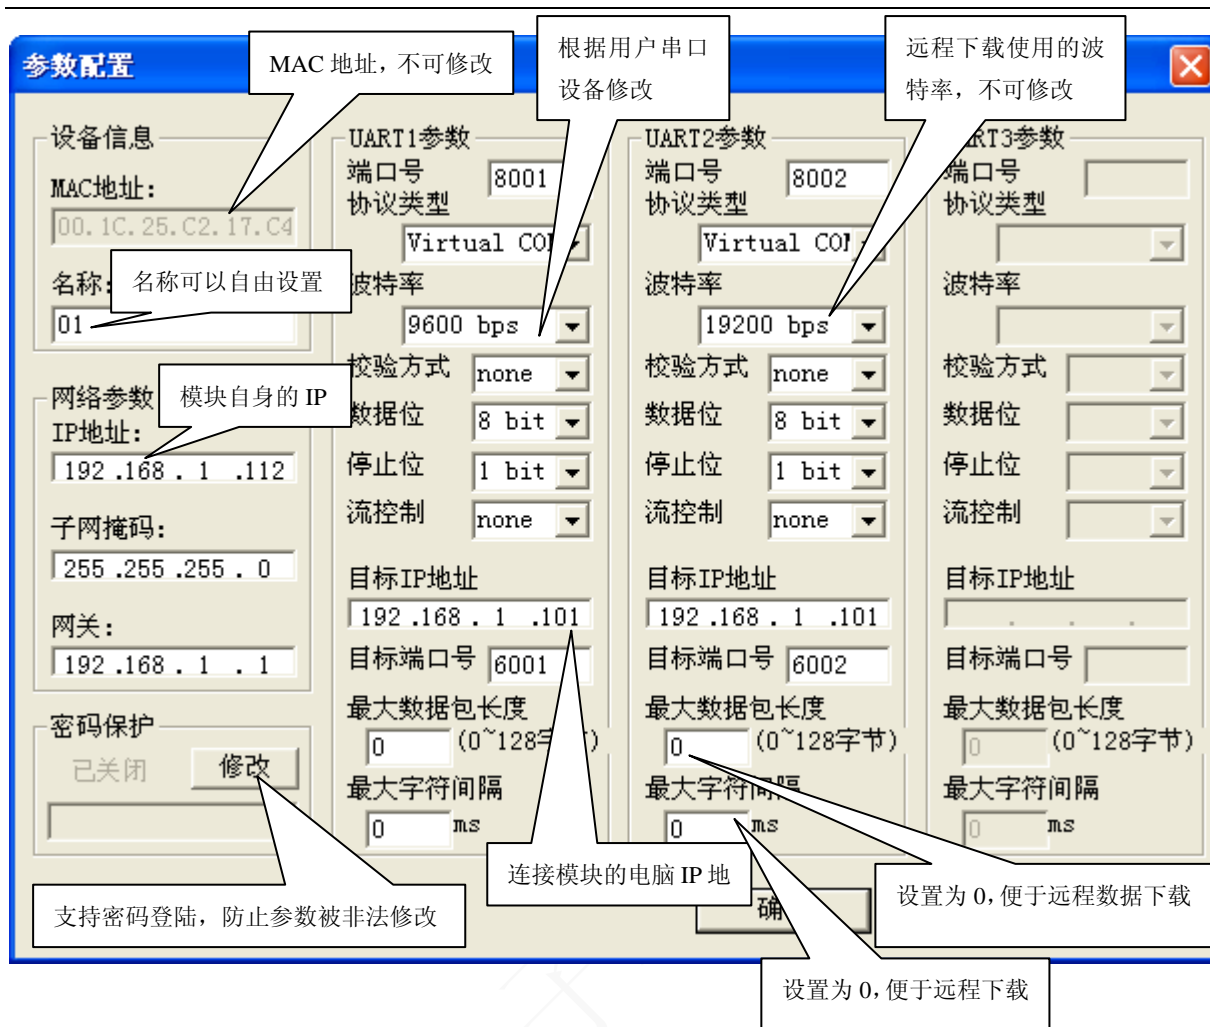 参数配置
MAC 地址，不可修改
根据用户串口
设备修改
远程下载使用的波
特率，不可修改
设备信息
MAC地址：
00.1C.25.C2.17.C4
名称：
名称可以自由设置
01
网络参数
模块自身的 IP
IP地址：
192 .168 . 1 .112
子网掩码：
255 .255 .255 . 0
网关：
192 .168 . 1 . 1
密码保护
已关闭
修改
支持密码登陆，防止参数被非法修改
UART1参数
端口号
8001
协议类型
Virtual COM
波特率
9600 bps
校验方式
none
数据位
8 bit
停止位
1 bit
流控制
none
目标IP地址
192 .168 . 1 .101
目标端口号
6001
最大数据包长度
0
(0~128字节)
最大字符间隔
0
ms
连接模块的电脑 IP 地
UART2参数
端口号
8002
协议类型
Virtual COM
波特率
19200 bps
校验方式
none
数据位
8 bit
停止位
1 bit
流控制
none
目标IP地址
192 .168 . 1 .101
目标端口号
6002
最大数据包长度
0
(0~128字节)
最大字符间隔
0
ms
确
UART3参数
端口号
协议类型
波特率
校验方式
数据位
停止位
流控制
目标IP地址
. . .
目标端口号
最大数据包长度
0
(0~128字节)
最大字符间隔
0
ms
设置为 0，便于远程数据下载
设置为 0，便于远程下载